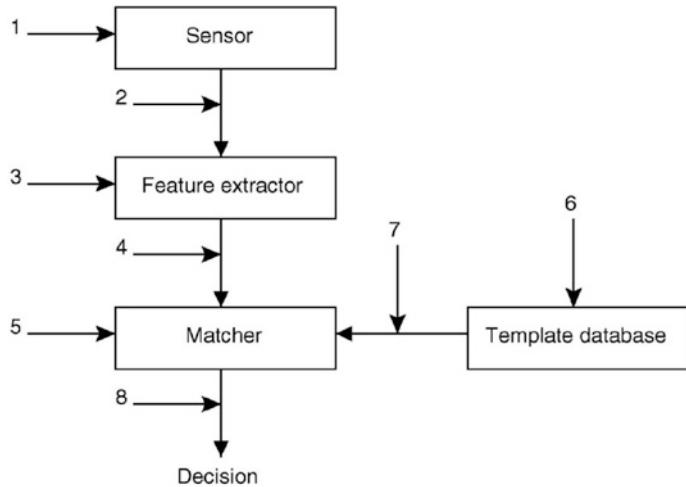 1
Sensor
2
3
Feature extractor
4
5
Matcher
7
6
Template database
8
Decision